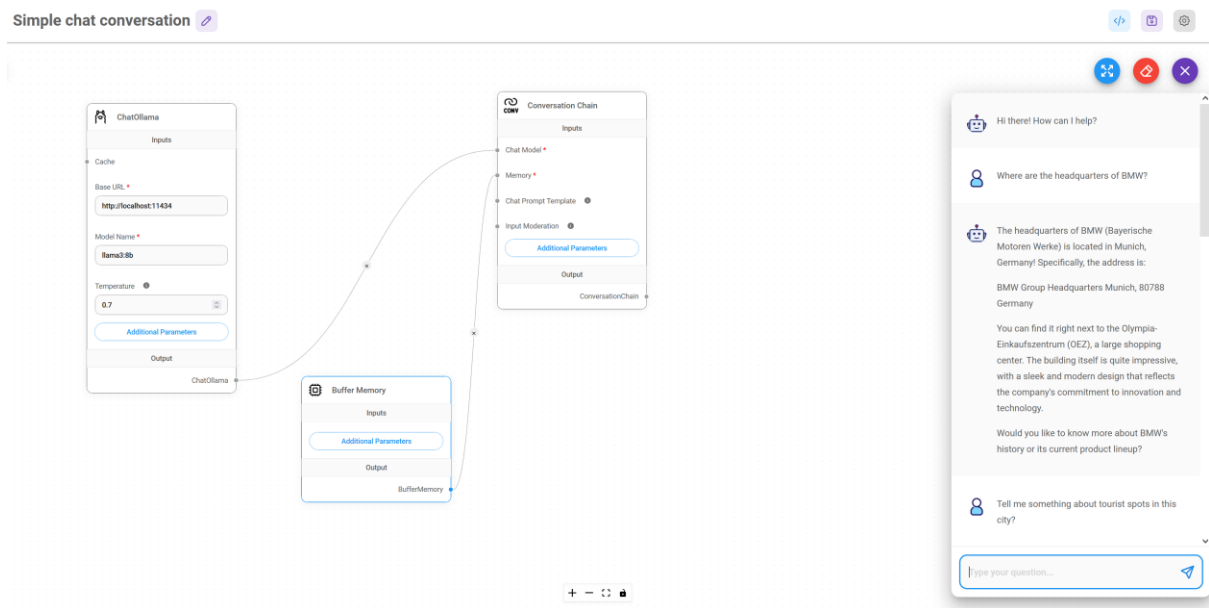 Simple chat conversation
ChatOllama
Inputs
Cache
Base URL *
http://localhost:11434
Model Name *
llama3:8b
Temperature
0.7
Additional Parameters
Output
ChatOllama
Buffer Memory
Inputs
Additional Parameters
Output
BufferMemory
CONV
Conversation Chain
Inputs
Chat Model *
Memory *
Chat Prompt Template
Input Moderation
Additional Parameters
Output
ConversationChain
Hi there! How can I help?
Where are the headquarters of BMW?
The headquarters of BMW (Bayerische
Motoren Werke) is located in Munich,
Germany! Specifically, the address is:
BMW Group Headquarters Munich, 80788
Germany
You can find it right next to the Olympia-
Einkaufszentrum (OEZ), a large shopping
center. The building itself is quite impressive,
with a sleek and modern design that reflects
the company's commitment to innovation and
technology.
Would you like to know more about BMW's
history or its current product lineup?
Tell me something about tourist spots in this
city?
Type your question...